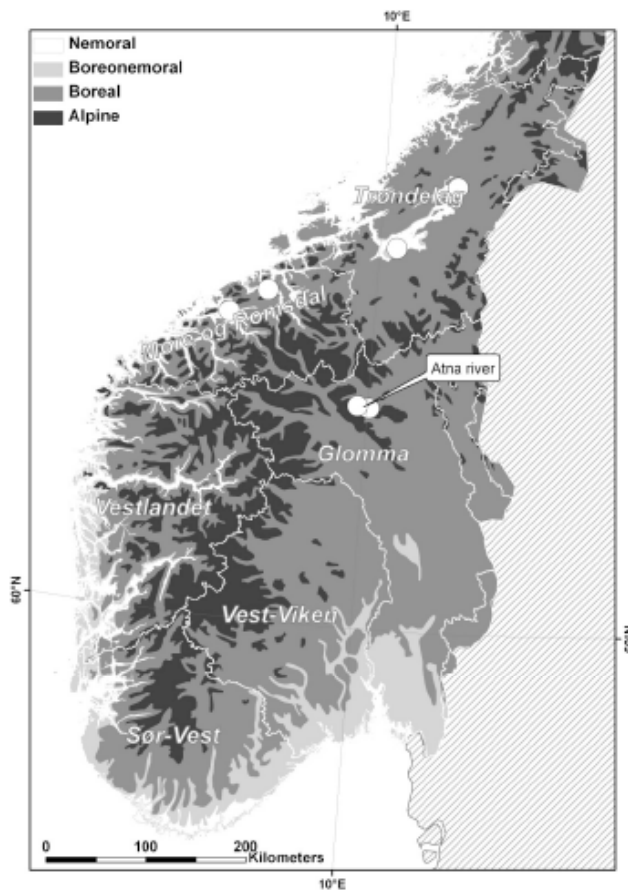 10°E
Nemoral
Boreonemoral
Boreal
Alpine
Trøndelag
Møre og Romsdal
Atna river
Glomma
Vestlandet
60°N
Vest-Viken
Sør-Vest
0 50 100 200
Kilometers
10°E